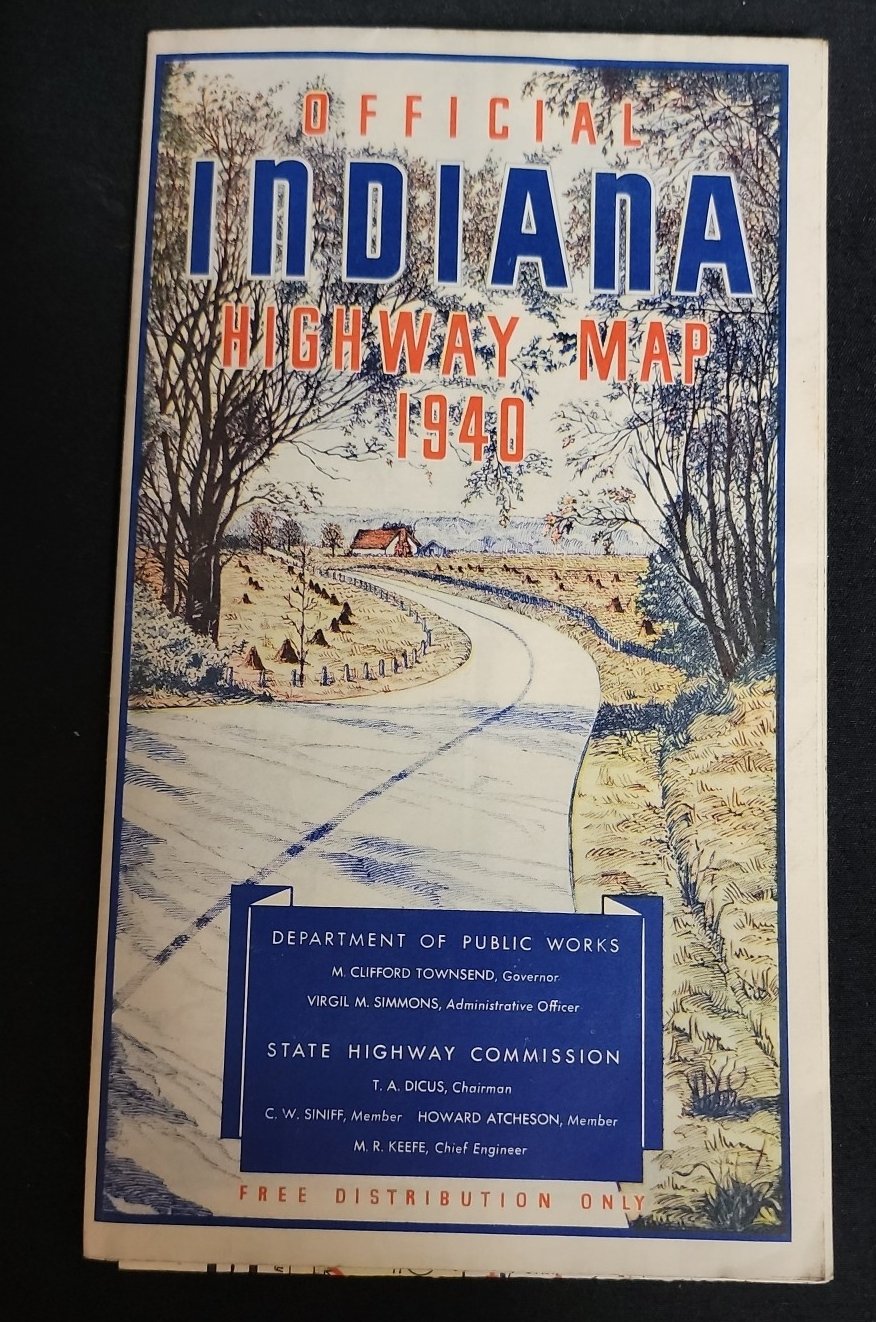 OFFICIAL
INDIANA
HIGHWAY MAP
1940
DEPARTMENT OF PUBLIC WORKS
M. CLIFFORD TOWNSEND, Governor
VIRGIL M. SIMMONS, Administrative Officer
STATE HIGHWAY COMMISSION
T. A. DICUS, Chairman
C. W. SINIFF, Member HOWARD ATCHESON, Member
M. R. KEEFE, Chief Engineer
FREE DISTRIBUTION ONLY